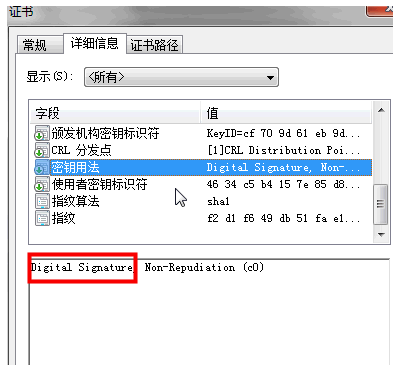 证书
常规 详细信息 证书路径
显示(S): <所有>
字段 值
颁发机构密钥标识符 KeyID=cf 70 9d 61 eb 9d...
CRL 分发点 [1]CRL Distribution Poi...
密钥用法 Digital Signature, Non-...
使用者密钥标识符 46 34 c5 b4 15 7e 85 d8...
指纹算法 sha1
指纹 f2 d1 f6 49 db 51 fa e1...
Digital Signature, Non-Repudiation (c0)